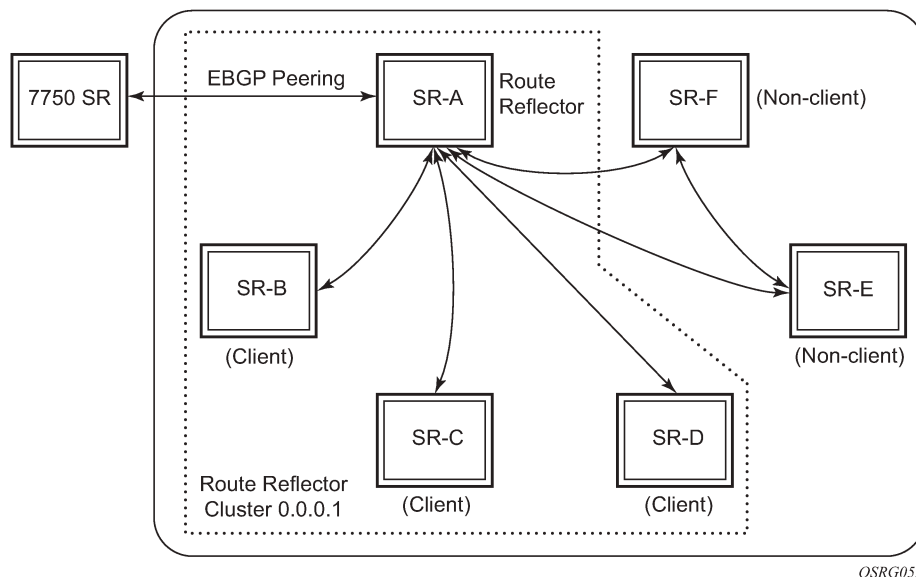 EBGP Peering
7750 SR
SR-A
Route
Reflector
SR-F
(Non-client)
SR-B
(Client)
SR-E
(Non-client)
SR-C
(Client)
SR-D
(Client)
Route Reflector
Cluster 0.0.0.1
OSRG05